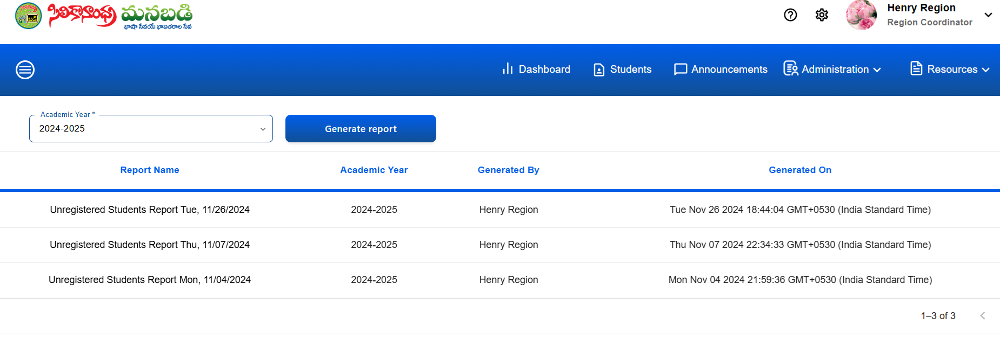 సిలికానాంధ్ర మనబడి
భాషా సేవయే భావితరాల సేవ
Henry Region
Region Coordinator
Dashboard
Students
Announcements
Administration
Resources
Academic Year *
2024-2025
Generate report
Report Name Academic Year Generated By Generated On
Unregistered Students Report Tue, 11/26/2024 2024-2025 Henry Region Tue Nov 26 2024 18:44:04 GMT+0530 (India Standard Time)
Unregistered Students Report Thu, 11/07/2024 2024-2025 Henry Region Thu Nov 07 2024 22:34:33 GMT+0530 (India Standard Time)
Unregistered Students Report Mon, 11/04/2024 2024-2025 Henry Region Mon Nov 04 2024 21:59:36 GMT+0530 (India Standard Time)
1–3 of 3